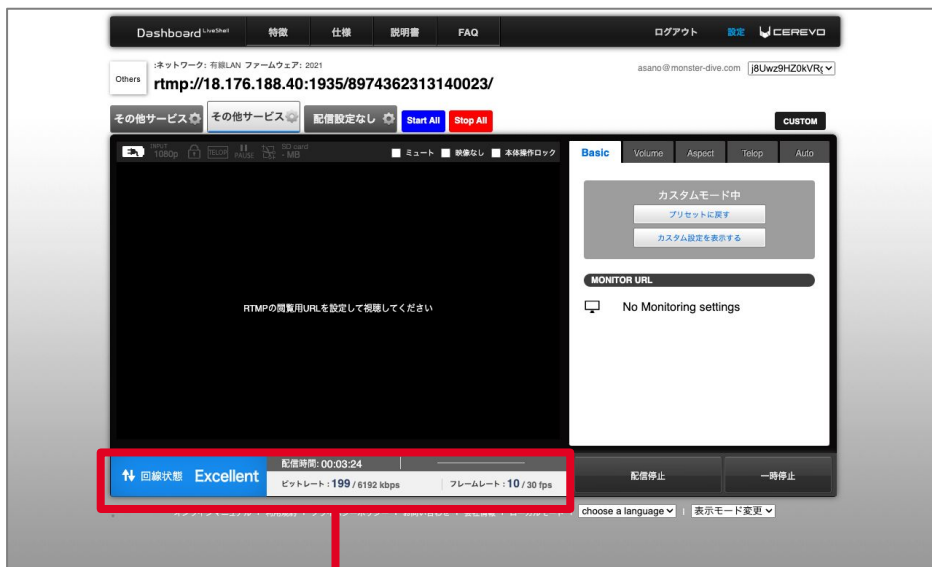 Dashboard LiveShell 特徴 仕様 説明書 FAQ ログアウト 設定 CEREVO
Others
:ネットワーク: 有線LAN ファームウェア: 2021
rtmp://18.176.188.40:1935/8974362313140023/
asano@monster-dive.com
その他サービス その他サービス 配信設定なし Start All Stop All CUSTOM
INPUT
1080p TELOP PAUSE SD card
- MB
ミュート 映像なし 本体操作ロック
Basic Volume Aspect Telop Auto
カスタムモード中
プリセットに戻す
カスタム設定を表示する
MONITOR URL
No Monitoring settings
RTMPの閲覧用URLを設定して視聴してください
回線状態 Excellent
配信時間: 00:03:24
ビットレート : 199 / 6192 kbps フレームレート : 10 / 30 fps
配信停止 一時停止
choose a language | 表示モード変更